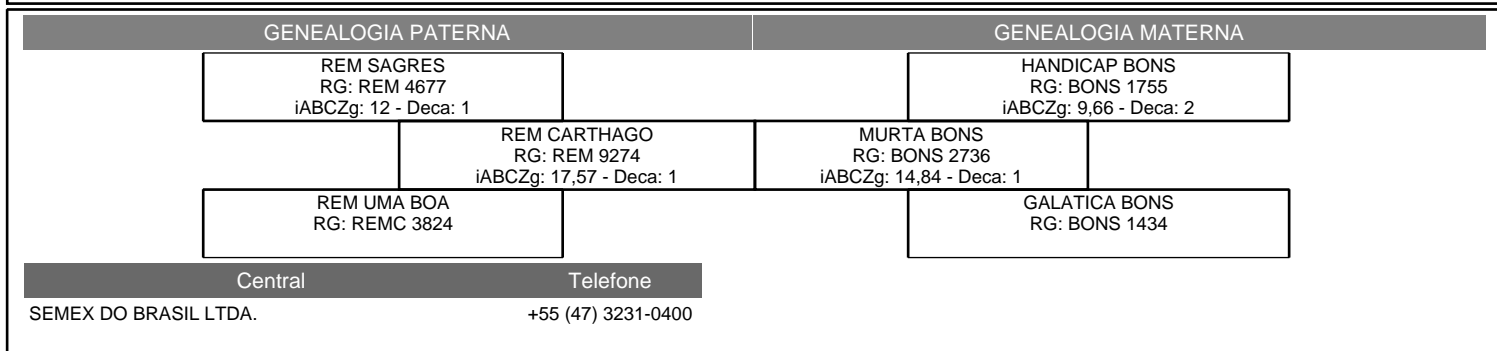 GENEALOGIA PATERNA
GENEALOGIA MATERNA
REM SAGRES
RG: REM 4677
iABCZg: 12 - Deca: 1
HANDICAP BONS
RG: BONS 1755
iABCZg: 9,66 - Deca: 2
REM CARTHAGO
RG: REM 9274
iABCZg: 17,57 - Deca: 1
MURTA BONS
RG: BONS 2736
iABCZg: 14,84 - Deca: 1
REM UMA BOA
RG: REMC 3824
GALATICA BONS
RG: BONS 1434
Central Telefone
SEMEX DO BRASIL LTDA. +55 (47) 3231-0400